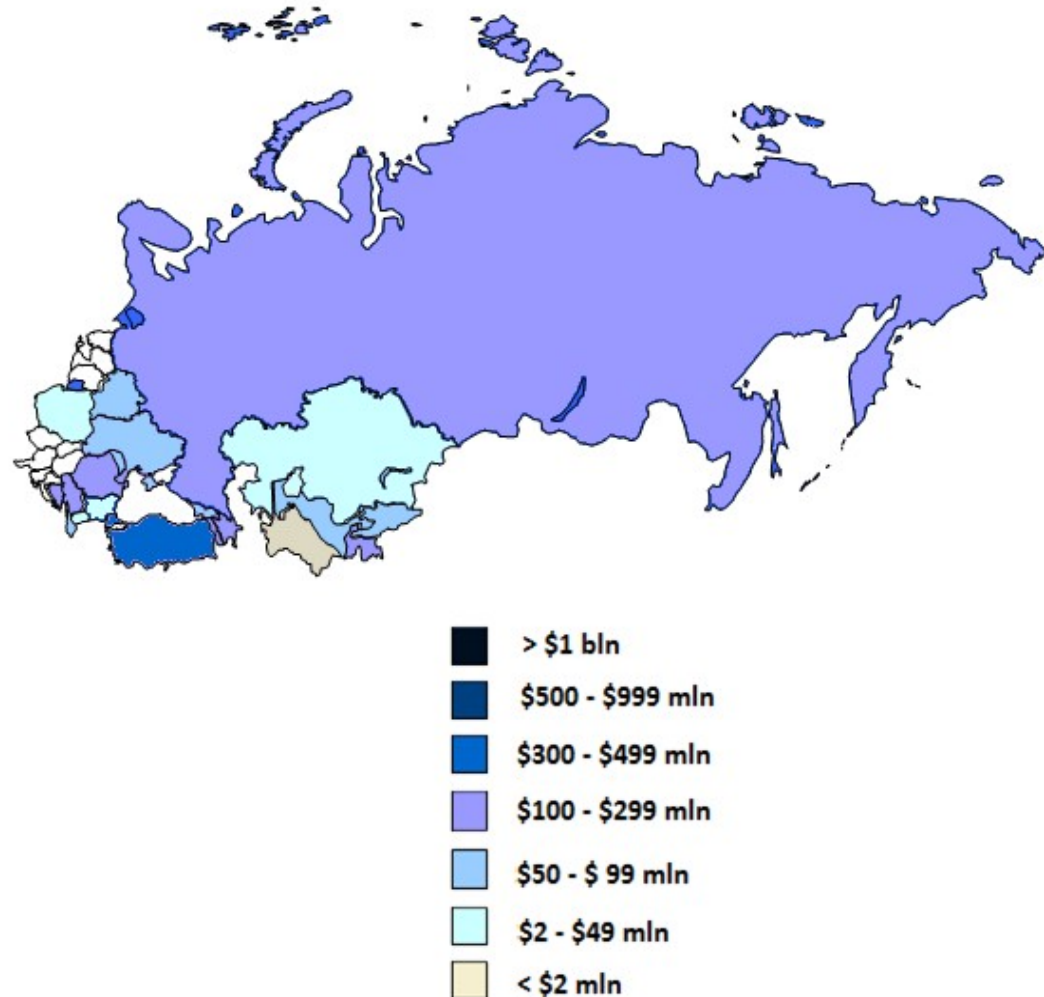 > $1 bln
$500 - $999 mln
$300 - $499 mln
$100 - $299 mln
$50 - $ 99 mln
$2 - $49 mln
< $2 mln